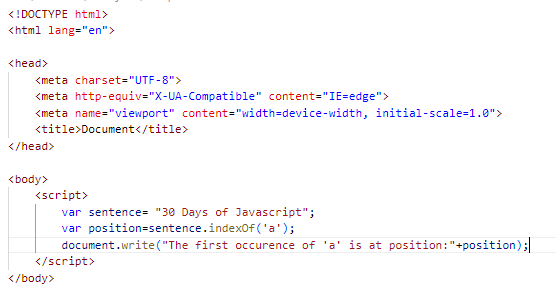 <!DOCTYPE html>
<html lang="en">
<head>
<meta charset="UTF-8">
<meta http-equiv="X-UA-Compatible" content="IE=edge">
<meta name="viewport" content="width=device-width, initial-scale=1.0">
<title>Document</title>
</head>
<body>
<script>
var sentence= "30 Days of Javascript";
var position=sentence.indexOf('a');
document.write("The first occurence of 'a' is at position:"+position);
</script>
</body>